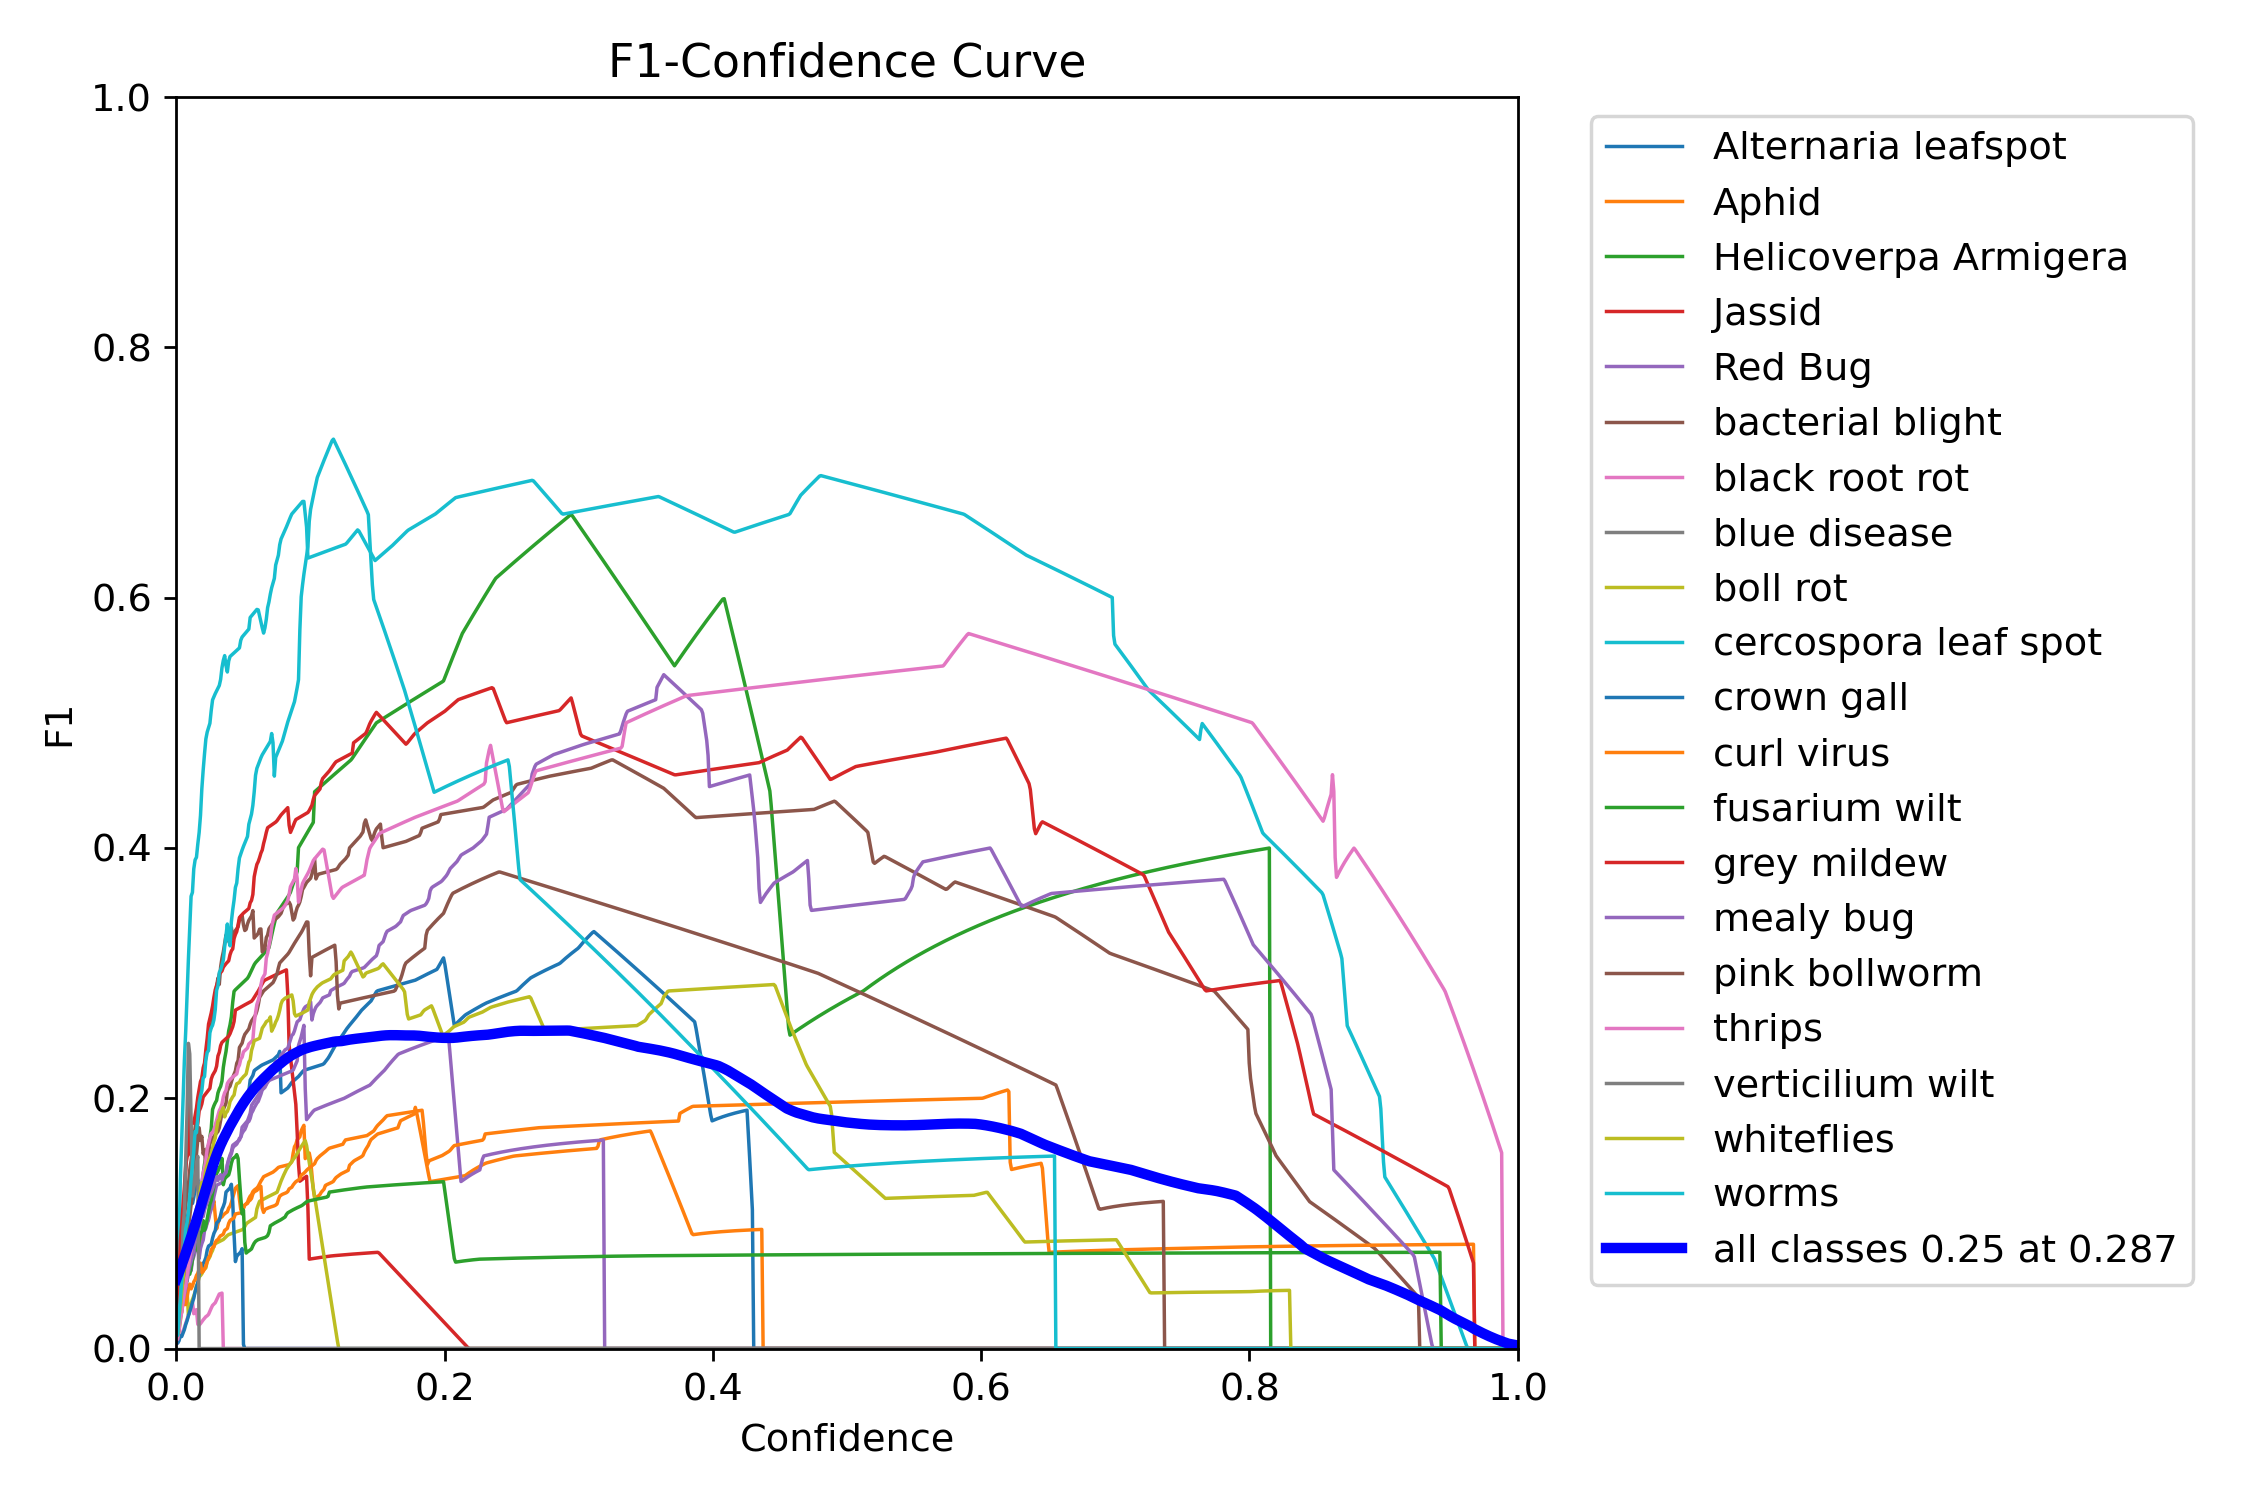 F1-Confidence Curve
1.0
0.8
0.6
0.4
0.2
0.0
F1
0.0 0.2 0.4 0.6 0.8 1.0
Confidence
Alternaria leafspot
Aphid
Helicoverpa Armigera
Jassid
Red Bug
bacterial blight
black root rot
blue disease
boll rot
cercospora leaf spot
crown gall
curl virus
fusarium wilt
grey mildew
mealy bug
pink bollworm
thrips
verticilium wilt
whiteflies
worms
all classes 0.25 at 0.287